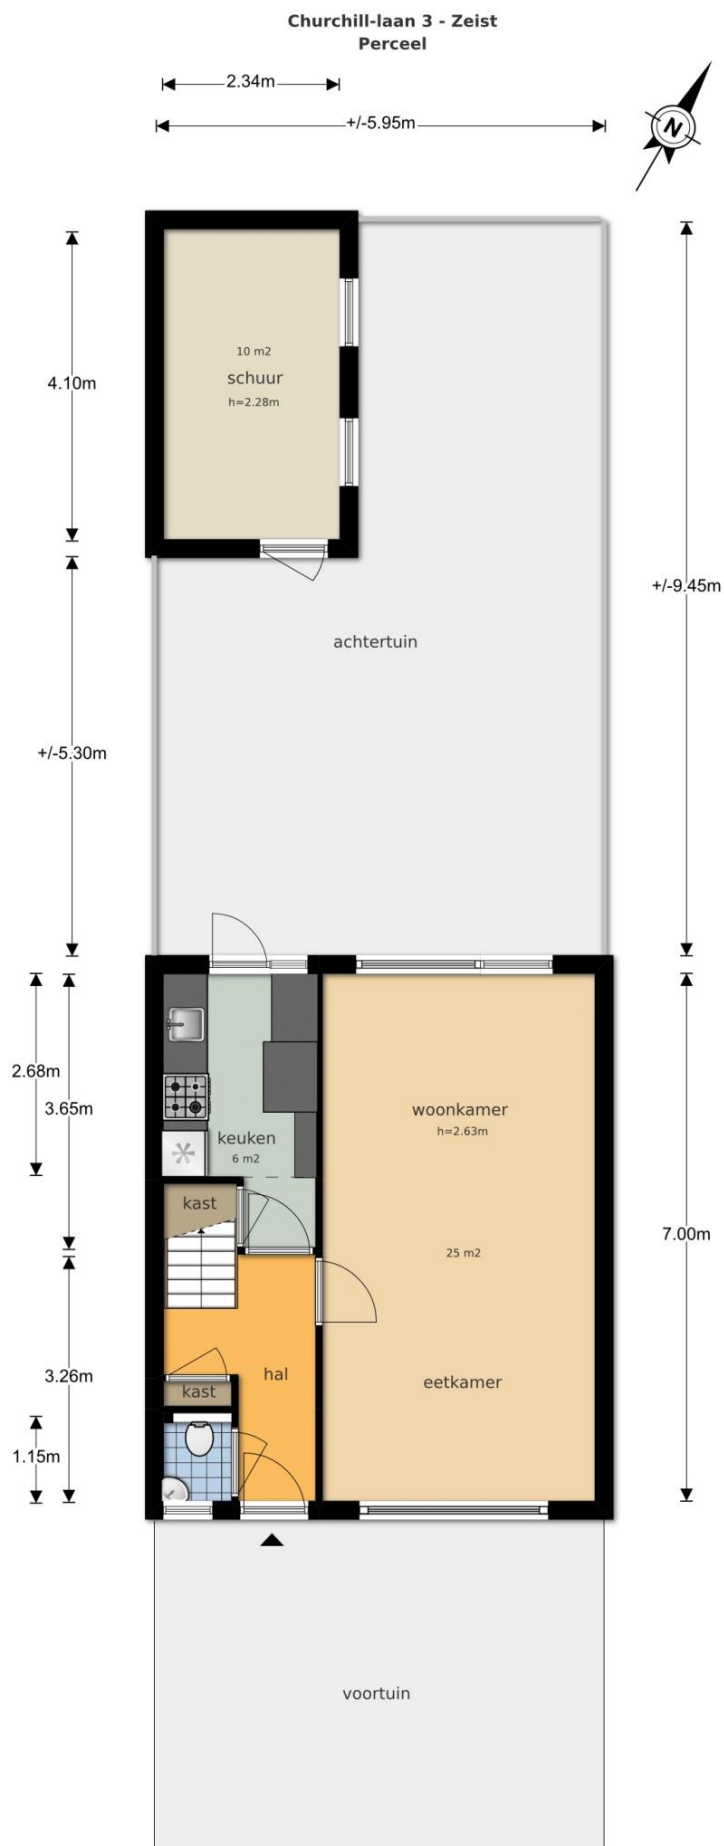 Churchill-laan 3 - Zeist
Perceel
2.34m
+/-5.95m
N
10 m2
schuur
h=2.28m
4.10m
+/-9.45m
achtertuin
+/-5.30m
2.68m
3.65m
woonkamer
h=2.63m
keuken
6 m2
kast
7.00m
25 m2
3.26m
hal
eetkamer
kast
1.15m
voortuin